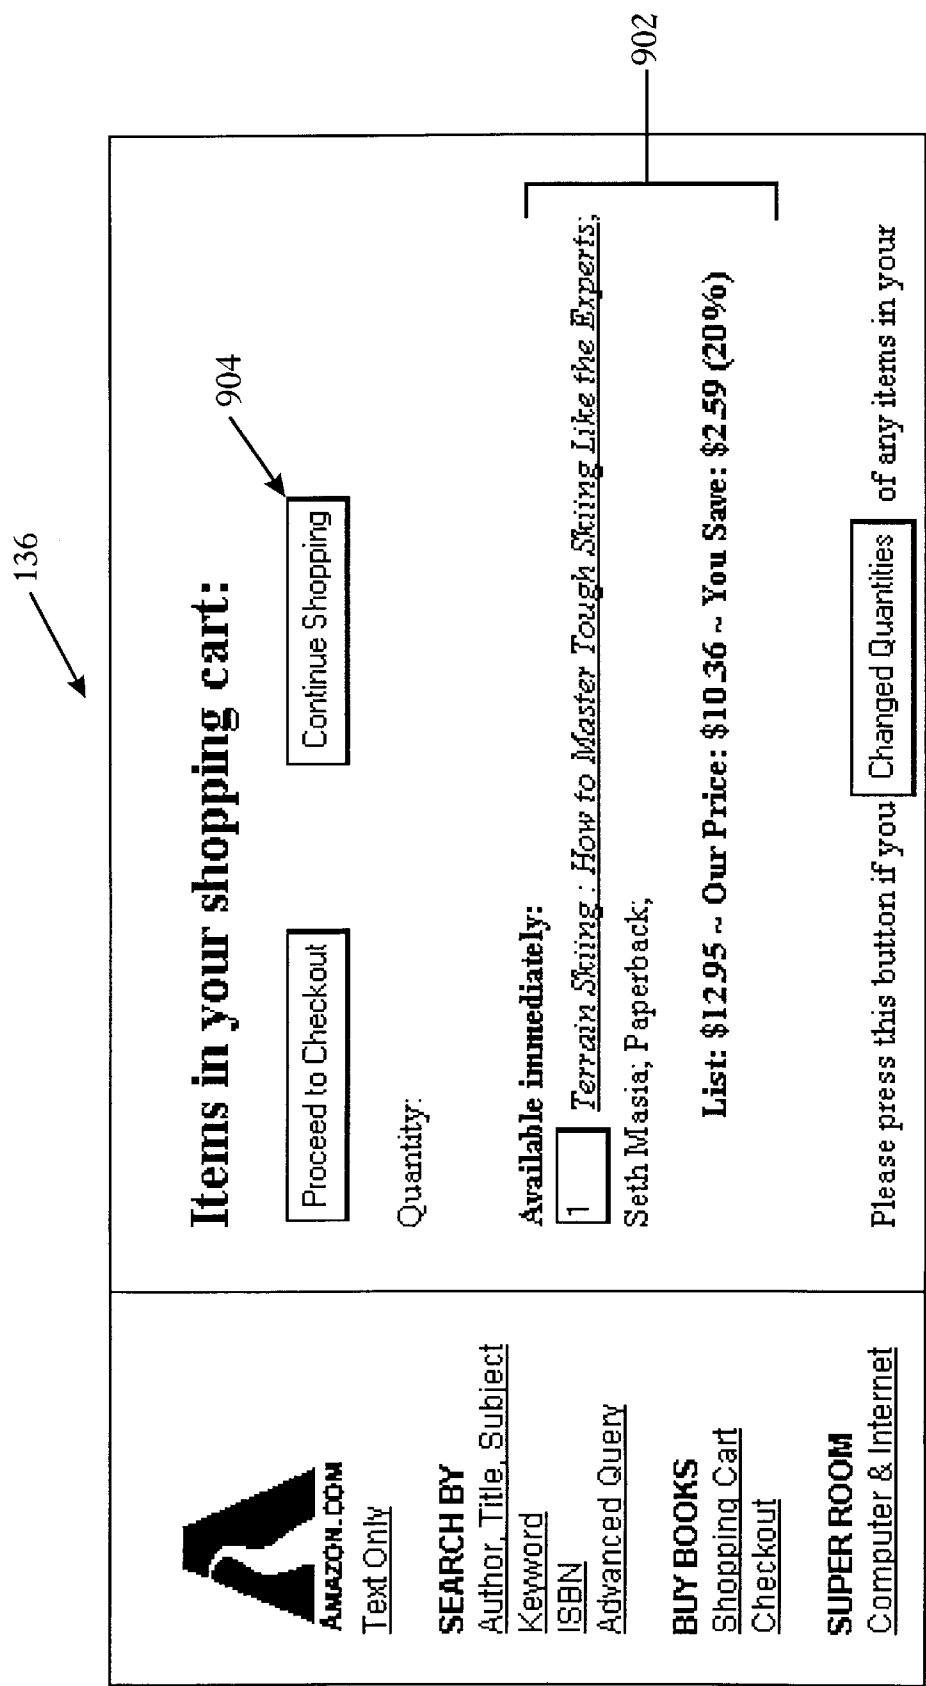 136
AMAZON.COM
Text Only
SEARCH BY
Author, Title, Subject
Keyword
ISBN
Advanced Query
BUY BOOKS
Shopping Cart
Checkout
SUPER ROOM
Computer & Internet
Items in your shopping cart:
904
Proceed to Checkout Continue Shopping
Quantity:
Available immediately:
1 Terrain Skiing : How to Master Tough Skiing Like the Experts;
Seth Masia; Paperback;
List: $12.95 ~ Our Price: $10.36 ~ You Save: $2.59 (20%)
902
Please press this button if you Changed Quantities of any items in your